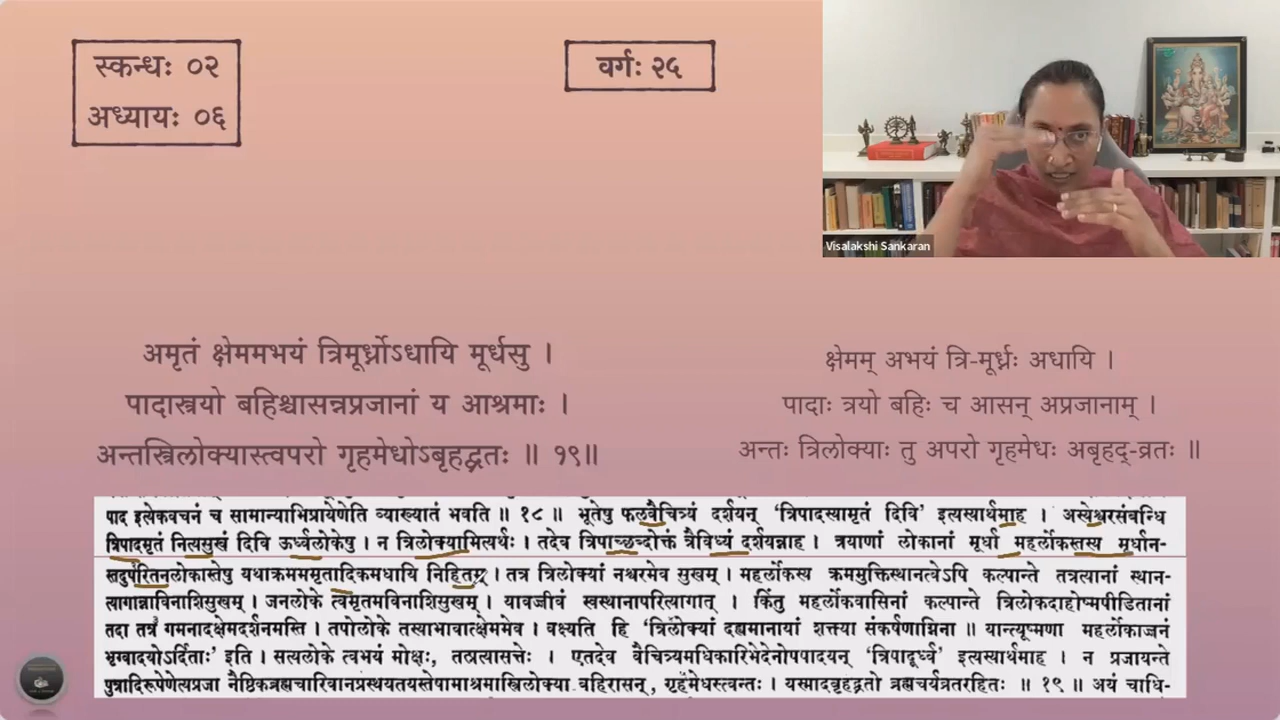 स्कन्धः ०२
अध्यायः ०६
वर्गः २५
Visalakshi Sankaran
अमृतं क्षेममभयं त्रिमूर्ध्नोऽधायि मूर्धसु ।
पादास्त्रयो बहिश्चासन्नप्रजानां य आश्रमाः ।
अन्तस्त्रिलोक्यास्त्वपरो गृहमेधोऽबृहद्व्रतः ॥ १९॥
क्षेमम् अभयं त्रि-मूर्ध्नः अधायि ।
पादाः त्रयो बहिः च आसन् अप्रजानाम् ।
अन्तः त्रिलोक्याः तु अपरो गृहमेधः अबृहद्-व्रतः ॥
पाद इत्येकवचनं च सामान्याभिप्रायेणेति व्याख्यातं भवति ॥ १८ ॥ भूतेषु फलवैचित्र्यं दर्शयन् ‘त्रिपादस्यामृतं दिवि’ इत्यस्यार्थमाह । अस्येश्वरसंबन्धि
त्रिपादमृतं नित्यसुखं दिवि ऊर्ध्वलोकेषु । न त्रिलोक्यामित्यर्थः । तदेव त्रिपाच्छब्दोक्तं त्रैविध्यं दर्शयन्नाह । त्रयाणां लोकानां मूर्धा महर्लोकस्तस्य मूर्धान-
स्तदुपरितनलोकास्तेषु यथाक्रममममृतादिकमधायि निहितम् । तत्र त्रिलोक्यां नश्वरमेव सुखम् । महर्लोकस्य क्रममुक्तिस्थानत्वेऽपि कल्पान्ते तत्रत्यानां स्थान-
त्यागान्नाविनाशिसुखम् । जनलोके त्वमृतमविनाशिसुखम् । यावज्जीवं स्वस्थानापरित्यागात् । किंतु महर्लोकवासिनां कल्पान्ते त्रिलोकदाहोष्मपीडितानां
तदा तत्र गमनादक्षेमदर्शनमस्ति । तपोलोके तस्याभावात्क्षेममेव । वक्ष्यति हि ‘त्रिलोक्यां दह्यमानायां शक्त्या संकर्षणाग्निना ॥ यान्त्यूष्मणा महर्लोकाज्जनं
भृग्वादयोऽर्दिताः’ इति । सत्यलोके त्वभयं मोक्षः, तत्प्रत्यासत्तेः । एतदेव वैचित्र्यमधिकारिभेदेनोपपादयन् ‘त्रिपादूर्ध्व’ इत्यस्यार्थमाह । न प्रजायन्ते
पुत्रादिरूपेणेत्यप्रजा नैष्ठिकब्रह्मचारिवानप्रस्थयतयस्तेषामाश्रमास्त्रिलोक्या बहिरासन्, गृहमेधस्त्वन्तः । यस्मादबृहद्व्रतो ब्रह्मचर्यव्रतरहितः ॥ १९ ॥ अयं चाधि-